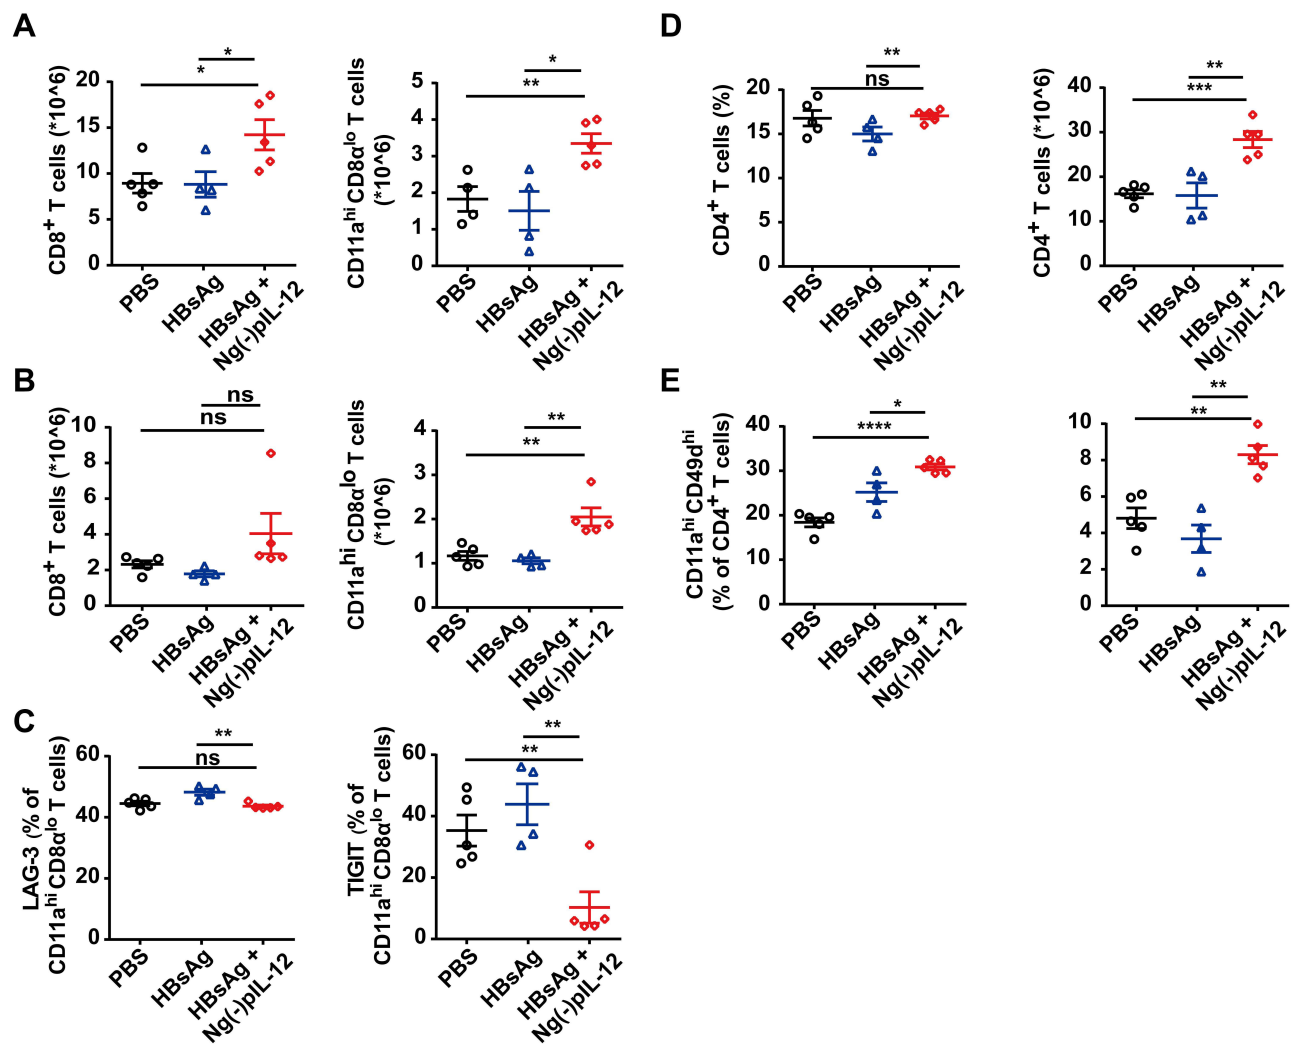 A
CD8+ T cells (*10^6)
20
15
10
5
0
*
*
PBS
HBsAg
HBsAg +
Ng(-)pIL-12
CD11ahi CD8αlo T cells
(*10^6)
5
4
3
2
1
0
*
**
PBS
HBsAg
HBsAg +
Ng(-)pIL-12
D
CD4+ T cells (%)
20
15
10
5
0
**
ns
PBS
HBsAg
HBsAg +
Ng(-)pIL-12
CD4+ T cells (*10^6)
40
30
20
10
0
**
***
PBS
HBsAg
HBsAg +
Ng(-)pIL-12
B
CD8+ T cells (*10^6)
10
8
6
4
2
0
ns
ns
PBS
HBsAg
HBsAg +
Ng(-)pIL-12
CD11ahi CD8αlo T cells
(*10^6)
4
3
2
1
0
**
**
PBS
HBsAg
HBsAg +
Ng(-)pIL-12
E
CD11ahi CD49dhi
(% of CD4+ T cells)
40
30
20
10
0
*
****
PBS
HBsAg
HBsAg +
Ng(-)pIL-12
10
8
6
4
2
0
**
**
PBS
HBsAg
HBsAg +
Ng(-)pIL-12
C
LAG-3 (% of
CD11ahi CD8αlo T cells)
60
40
20
0
**
ns
PBS
HBsAg
HBsAg +
Ng(-)pIL-12
TIGIT (% of
CD11ahi CD8αlo T cells)
60
40
20
0
**
**
PBS
HBsAg
HBsAg +
Ng(-)pIL-12